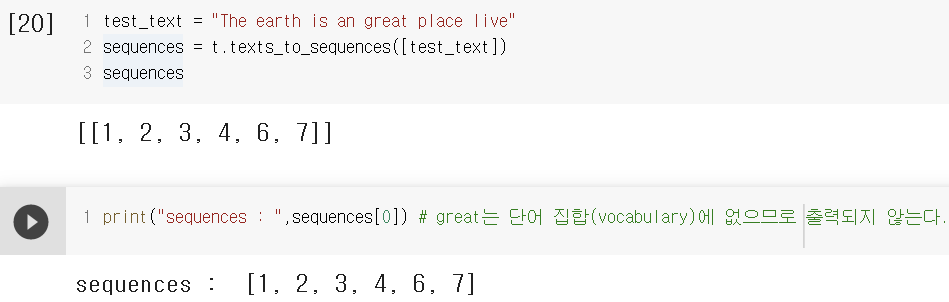 [20] 1 test_text = "The earth is an great place live"
2 sequences = t.texts_to_sequences([test_text])
3 sequences
[[1, 2, 3, 4, 6, 7]]
1 print("sequences : ",sequences[0]) # great는 단어 집합(vocabulary)에 없으므로 출력되지 않는다.
sequences :  [1, 2, 3, 4, 6, 7]